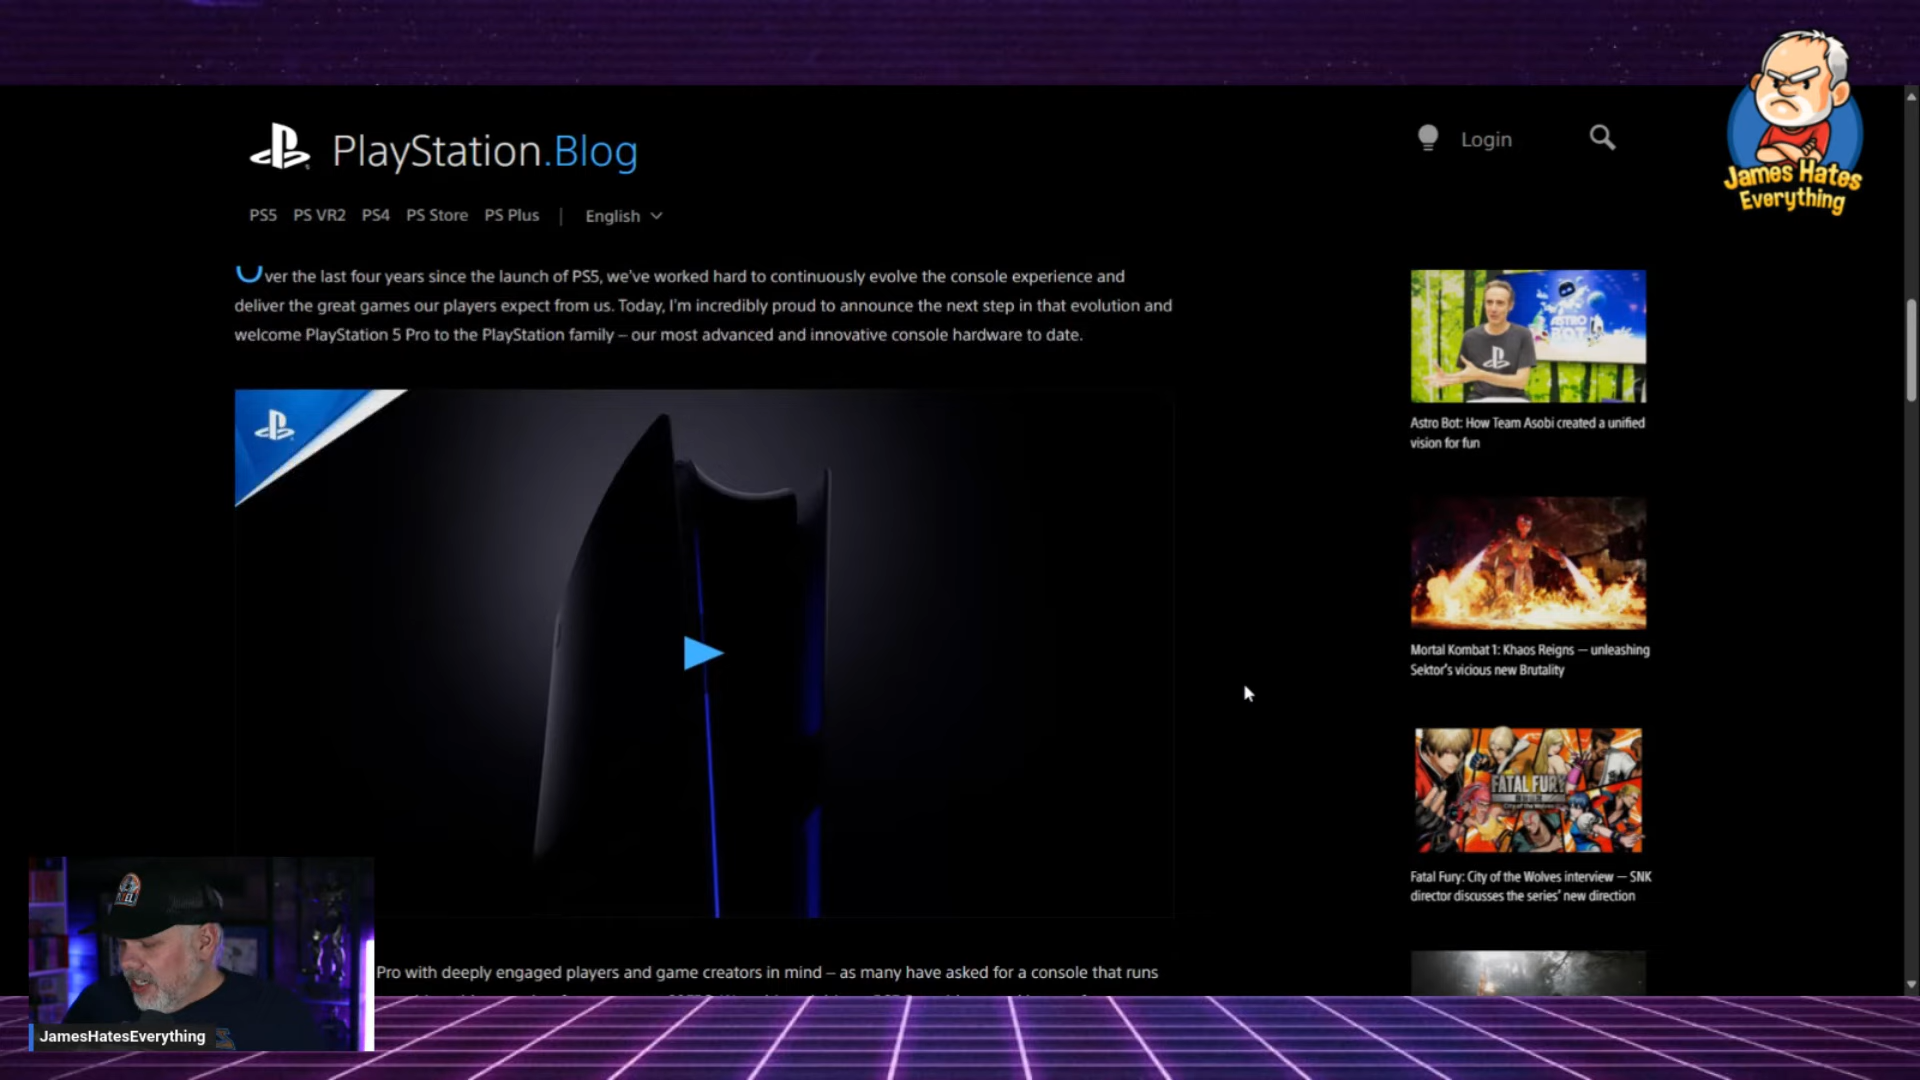 PlayStation.Blog
Login
James Hates
Everything
PS5 PS VR2 PS4 PS Store PS Plus | English
Over the last four years since the launch of PS5, we've worked hard to continuously evolve the console experience and
deliver the great games our players expect from us. Today, I'm incredibly proud to announce the next step in that evolution and
welcome PlayStation 5 Pro to the PlayStation family – our most advanced and innovative console hardware to date.
ASTRO
BOT
Astro Bot: How Team Asobi created a unified
vision for fun
Mortal Kombat 1: Khaos Reigns — unleashing
Sektor's vicious new Brutality
FATAL FURY
City of the Wolves
Fatal Fury: City of the Wolves interview — SNK
director discusses the series' new direction
Pro with deeply engaged players and game creators in mind – as many have asked for a console that runs
JamesHatesEverything